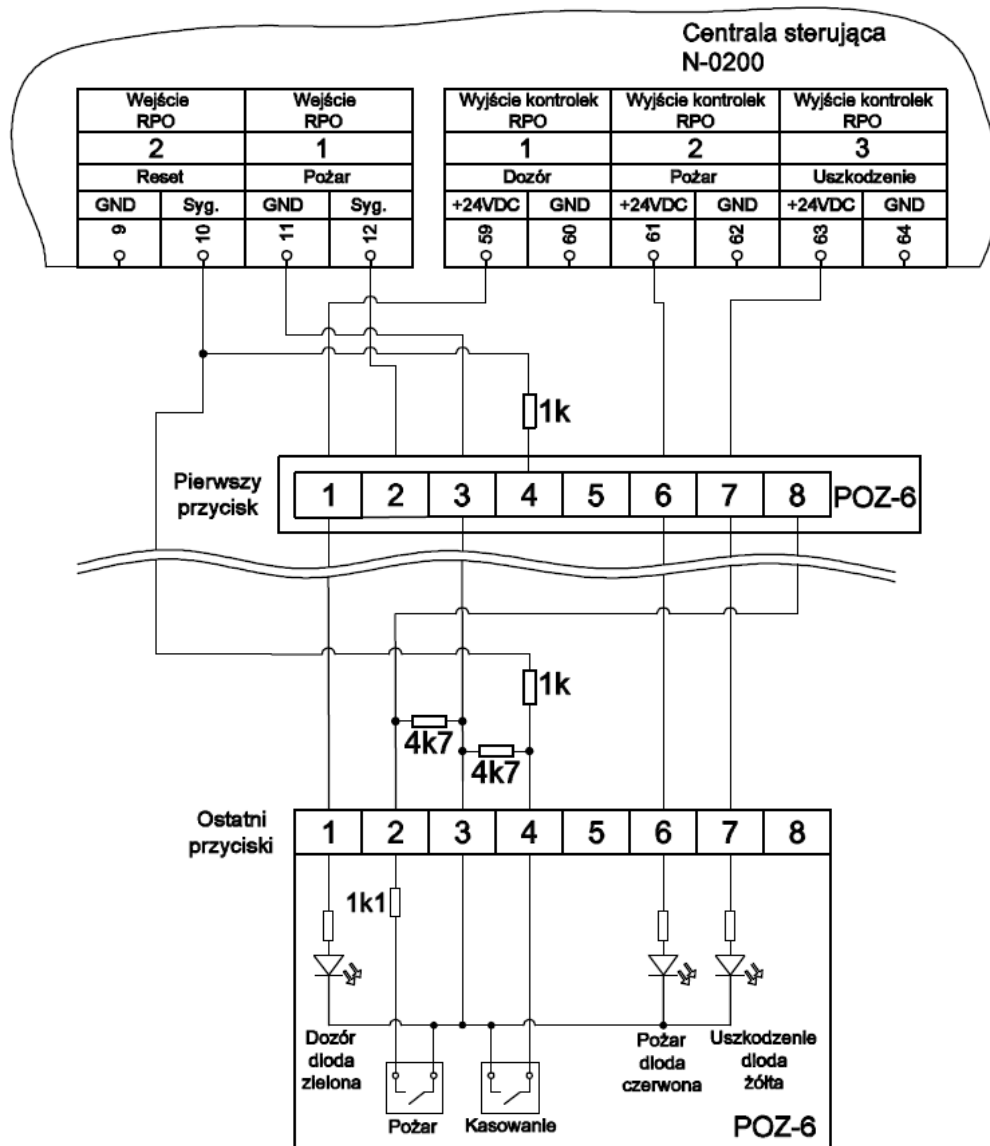 Centrala sterująca
N-0200
Wejście
RPO
Wejście
RPO
2
1
Reset
Pożar
GND
Syg.
GND
Syg.
9
10
11
12
Wyjście kontrolek
RPO
Wyjście kontrolek
RPO
Wyjście kontrolek
RPO
1
2
3
Dozór
Pożar
Uszkodzenie
+24VDC
GND
+24VDC
GND
+24VDC
GND
59
60
61
62
63
64
1k
Pierwszy
przycisk
1 2 3 4 5 6 7 8
POZ-6
1k
4k7
4k7
Ostatni
przyciski
1 2 3 4 5 6 7 8
1k1
Dozór
dioda
zielona
Pożar
Kasowanie
Pożar
dioda
czerwona
Uszkodzenie
dioda
żółta
POZ-6